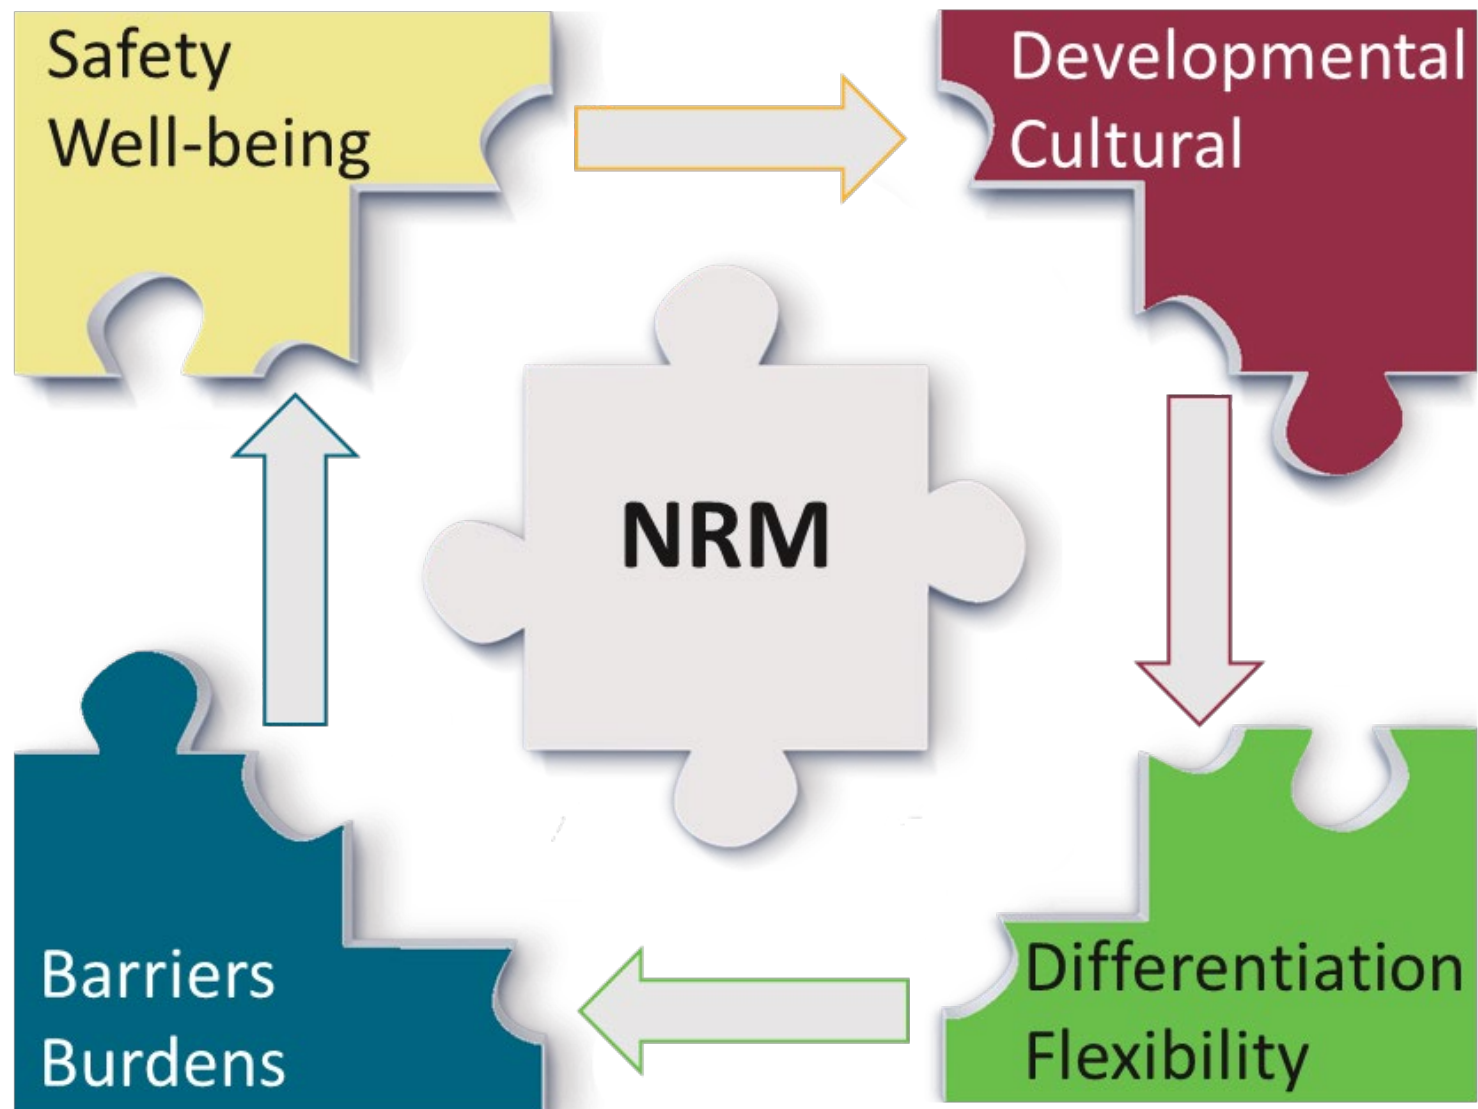 Safety
Well-being
Developmental
Cultural
NRM
Barriers
Burdens
Differentiation
Flexibility